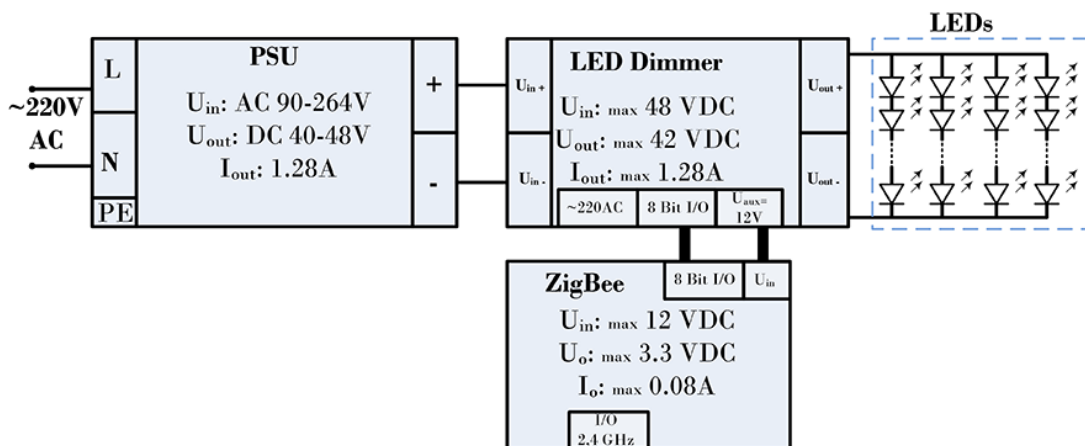 LEDs
~220V
AC
L
N
PE
PSU
Uin: AC 90-264V
Uout: DC 40-48V
Iout: 1.28A
+
-
Uin +
Uin -
LED Dimmer
Uin: max 48 VDC
Uout: max 42 VDC
Iout: max 1.28A
~220AC
8 Bit I/O
Uaux=
12V
Uout +
Uout -
ZigBee
8 Bit I/O
Uin
Uin: max 12 VDC
Uo: max 3.3 VDC
Io: max 0.08A
I/O
2,4 GHz